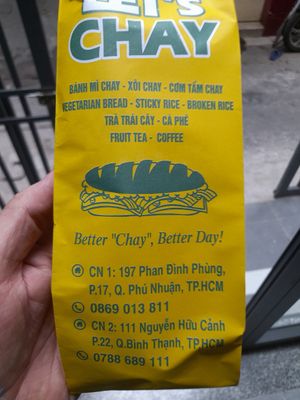 LET'S
CHAY
BÁNH MÌ CHAY - XÔI CHAY - CƠM TẤM CHAY
VEGETARIAN BREAD - STICKY RICE - BROKEN RICE
TRÀ TRÁI CÂY - CÀ PHÊ
FRUIT TEA - COFFEE
Better "Chay", Better Day!
CN 1: 197 Phan Đình Phùng,
P.17, Q. Phú Nhuận, TP.HCM
0869 013 811
CN 2: 111 Nguyễn Hữu Cảnh
P.22, Q.Bình Thạnh, TP.HCM
0788 689 111